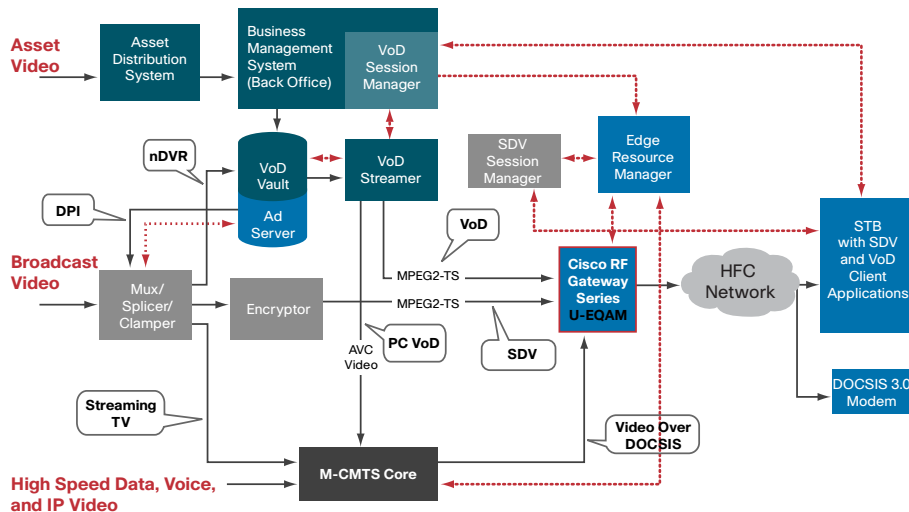 Asset
Video
Asset
Distribution
System
Business
Management
System
(Back Office)
VoD
Session
Manager
nDVR
VoD
Vault
VoD
Streamer
SDV
Session
Manager
Edge
Resource
Manager
DPI
Ad
Server
VoD
STB
with SDV
and VoD
Client
Applications
Broadcast
Video
Mux/
Splicer/
Clamper
Encryptor
MPEG2-TS
MPEG2-TS
Cisco RF
Gateway
Series
U-EQAM
HFC
Network
AVC
Video
PC VoD
SDV
DOCSIS 3.0
Modem
Streaming
TV
Video Over
DOCSIS
M-CMTS Core
High Speed Data, Voice,
and IP Video